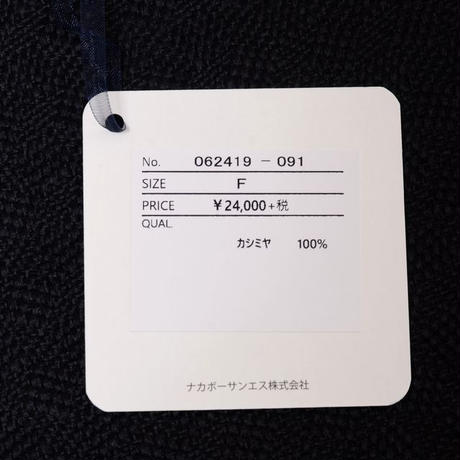 No. 062419 - 091
SIZE F
PRICE ¥24,000+税
QUAL.
カシミヤ 100%
ナカボーサンエス株式会社